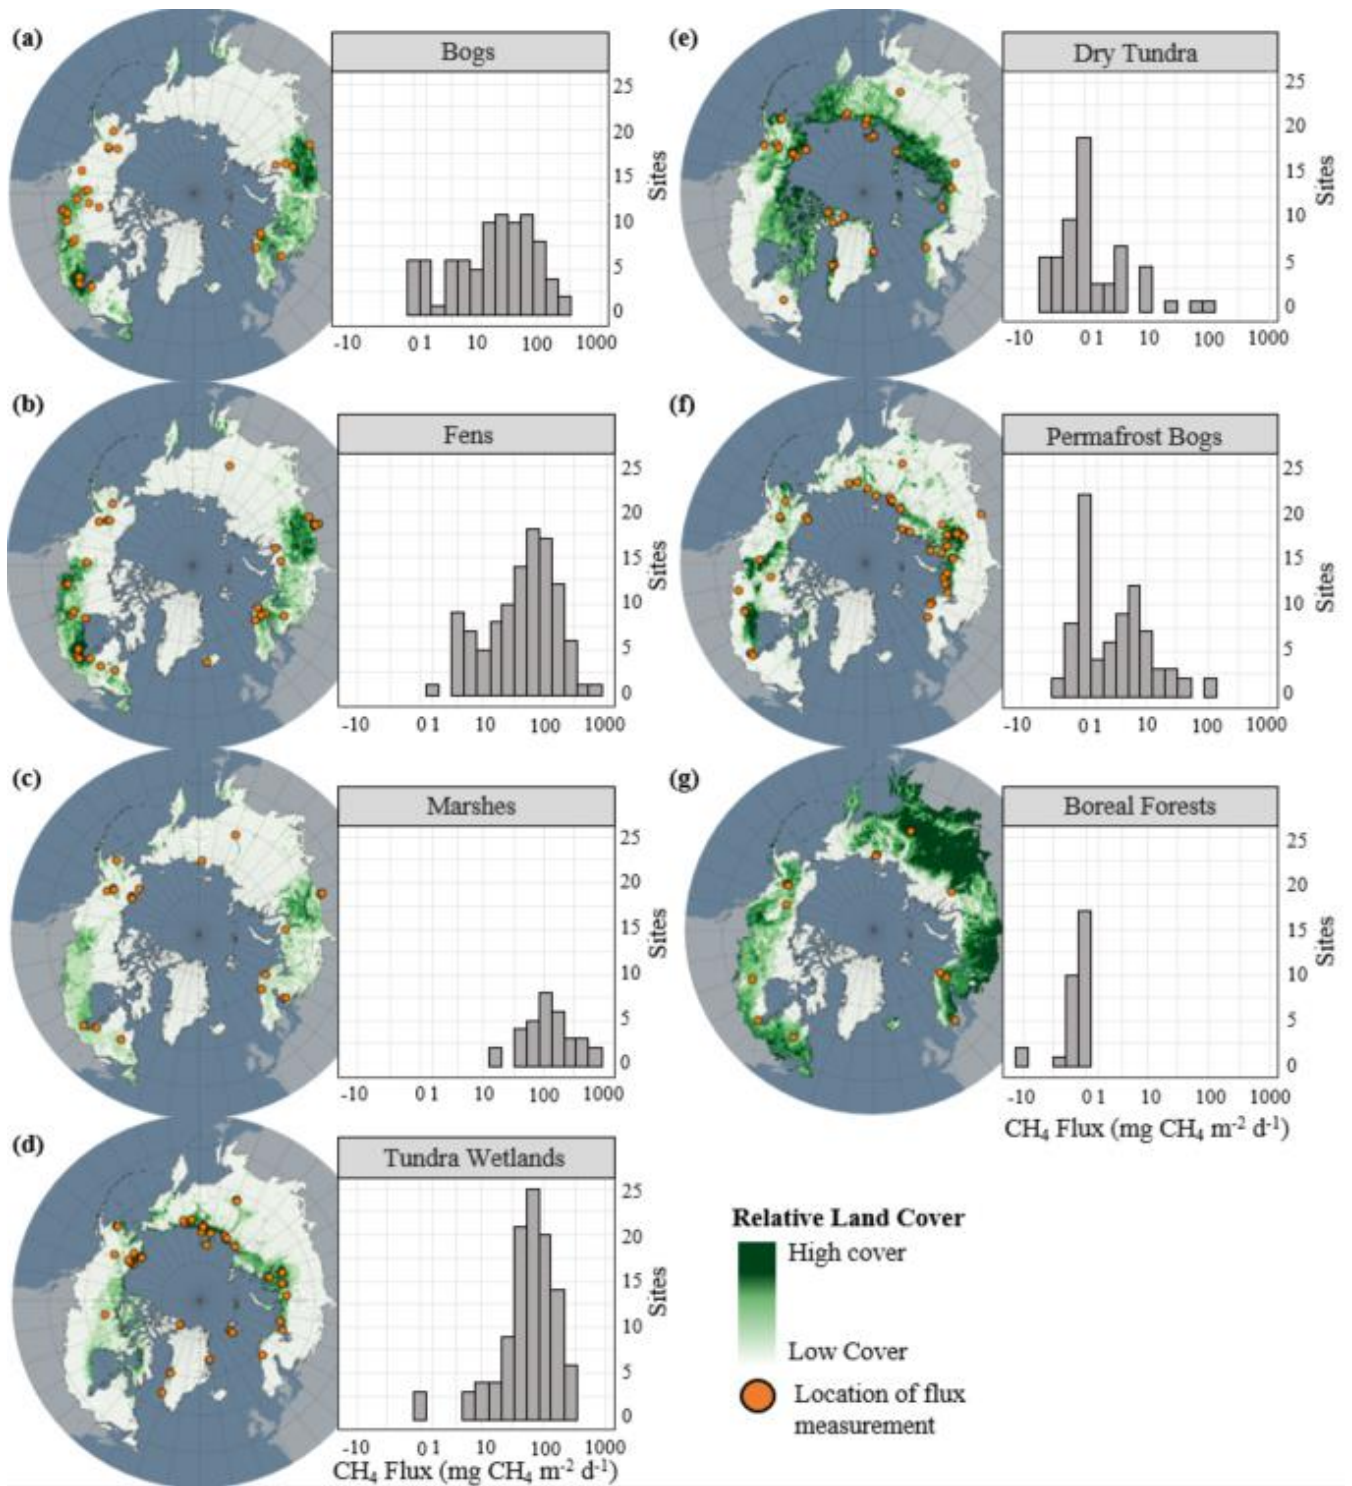 (a)
Bogs
25
20
15
10
5
0
Sites
-10 0 1 10 100 1000
(e)
Dry Tundra
25
20
15
10
5
0
Sites
-10 0 1 10 100 1000
(b)
Fens
25
20
15
10
5
0
Sites
-10 0 1 10 100 1000
(f)
Permafrost Bogs
25
20
15
10
5
0
Sites
-10 0 1 10 100 1000
(c)
Marshes
25
20
15
10
5
0
Sites
-10 0 1 10 100 1000
(g)
Boreal Forests
25
20
15
10
5
0
Sites
-10 0 1 10 100 1000
CH₄ Flux (mg CH₄ m⁻² d⁻¹)
(d)
Tundra Wetlands
25
20
15
10
5
0
Sites
-10 0 1 10 100 1000
CH₄ Flux (mg CH₄ m⁻² d⁻¹)
Relative Land Cover
High cover
Low Cover
Location of flux
measurement